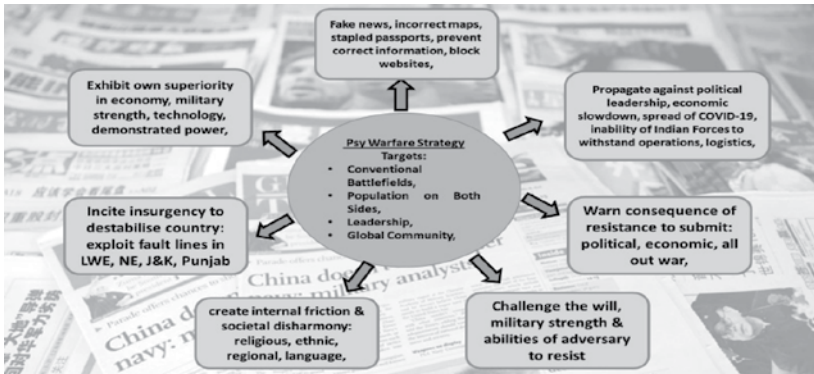 Fake news, incorrect maps,
stapled passports, prevent
correct information, block
websites,
Exhibit own superiority
in economy, military
strength, technology,
demonstrated power,
Propagate against political
leadership, economic
slowdown, spread of COVID-19,
inability of Indian Forces to
withstand operations, logistics,
Psy Warfare Strategy
Targets:
• Conventional
Battlefields,
• Population on Both
Sides,
• Leadership,
• Global Community,
Incite insurgency to
destabilise country:
exploit fault lines in
LWE, NE, J&K, Punjab
Warn consequence of
resistance to submit:
political, economic, all
out war,
create internal friction &
societal disharmony:
religious, ethnic,
regional, language,
Challenge the will,
military strength &
abilities of adversary
to resist
China doe
military analysts
China do
navy: m